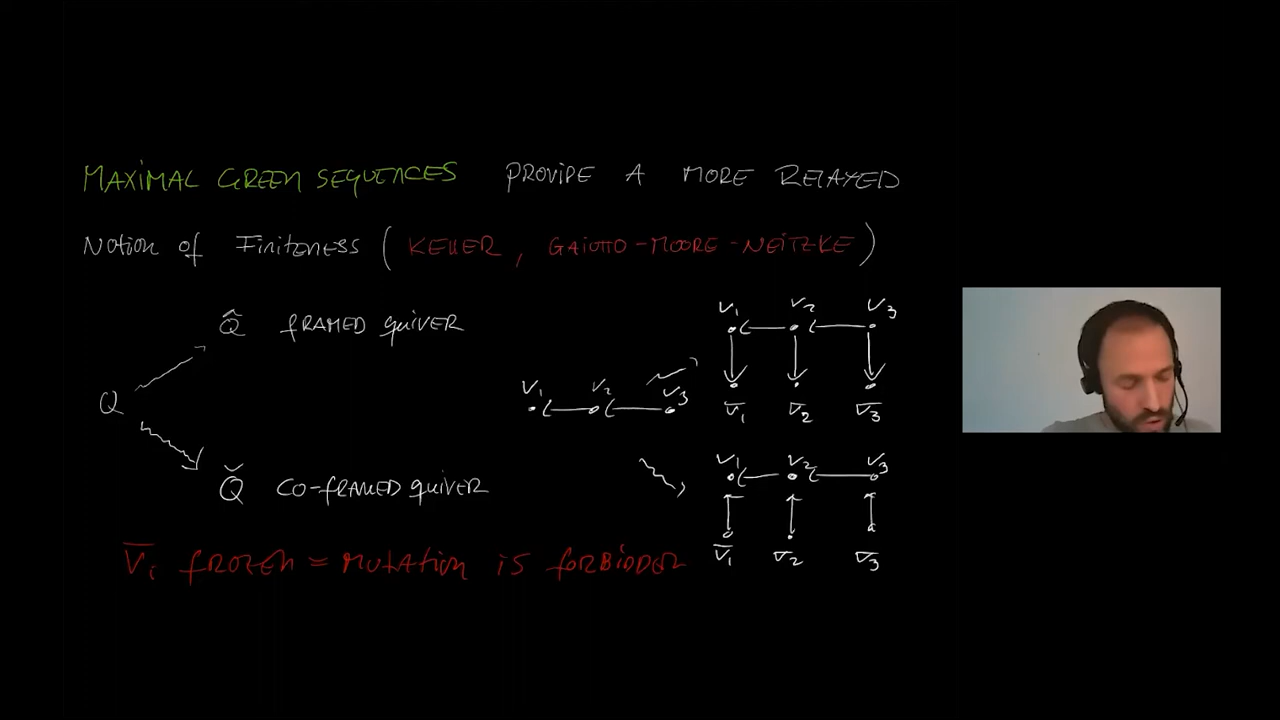 MAXIMAL GREEN SEQUENCES PROVIDE A MORE RELAXED
Notion of Finiteness (KELLER, GAIOTTO-MOORE-NEITZKE)
Q̂ framed quiver
Q
Q̌ CO-FRAMED quiver
V₁ V₂ V₃
V₁ V₂ V₃
V̅₁ V̅₂ V̅₃
V₁ V₂ V₃
V̅₁ V̅₂ V̅₃
V̅ᵢ frozen = MUTATION is forbidden